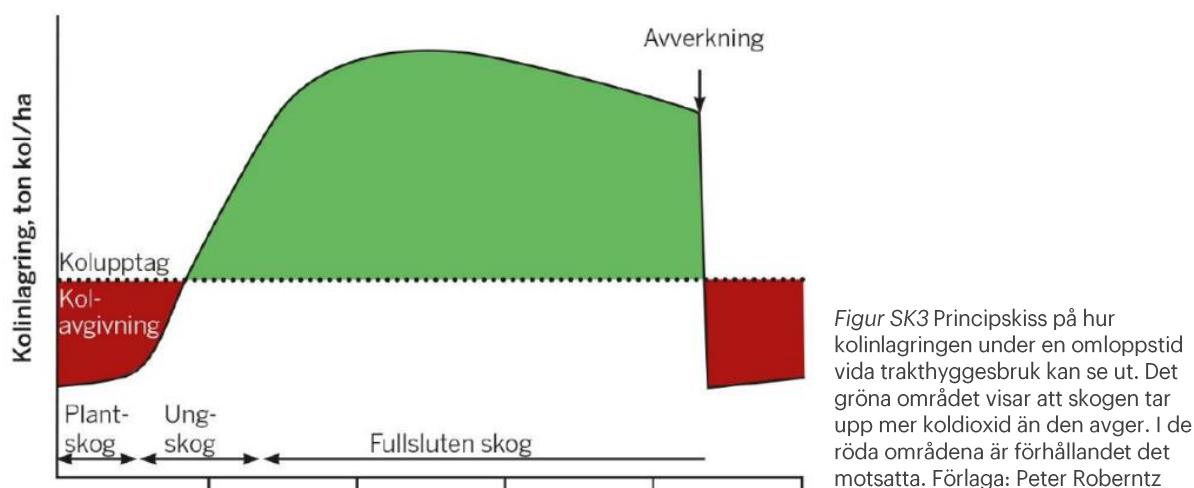 Avverkning
Kolinlagring, ton kol/ha
Kolupptag
Kol-
avgivning
Plant-
skog
Ung-
skog
Fullsluten skog
Figur SK3 Principskiss på hur
kolinlagringen under en omloppstid
vida trakthyggesbruk kan se ut. Det
gröna området visar att skogen tar
upp mer koldioxid än den avger. I de
röda områdena är förhållandet det
motsatta. Förlaga: Peter Roberntz